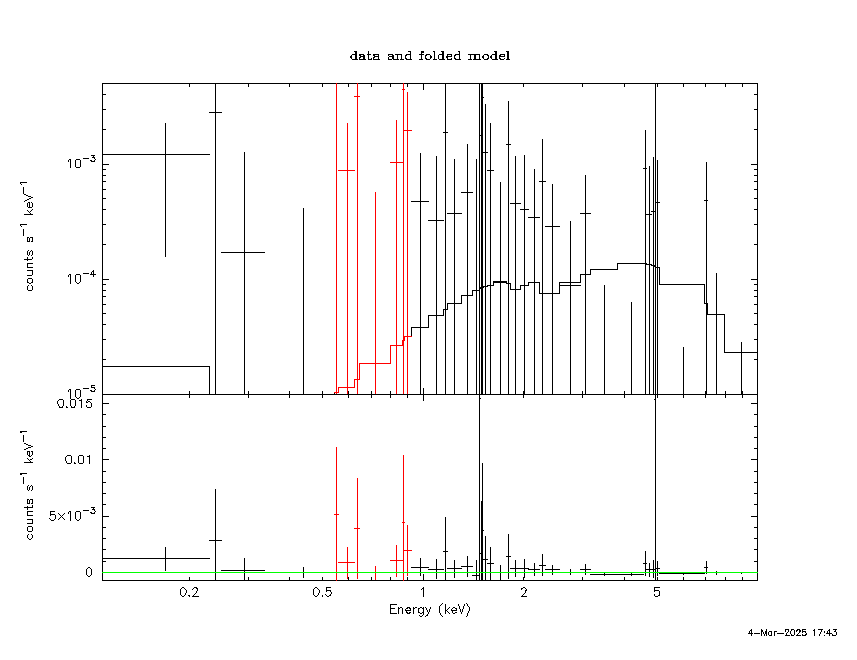 data and folded model
10⁻³
10⁻⁴
10⁻⁵
counts s⁻¹ keV⁻¹
0.015
0.01
5×10⁻³
0
counts s⁻¹ keV⁻¹
0.2 0.5 1 2 5
Energy (keV)
4-Mar-2025 17:43